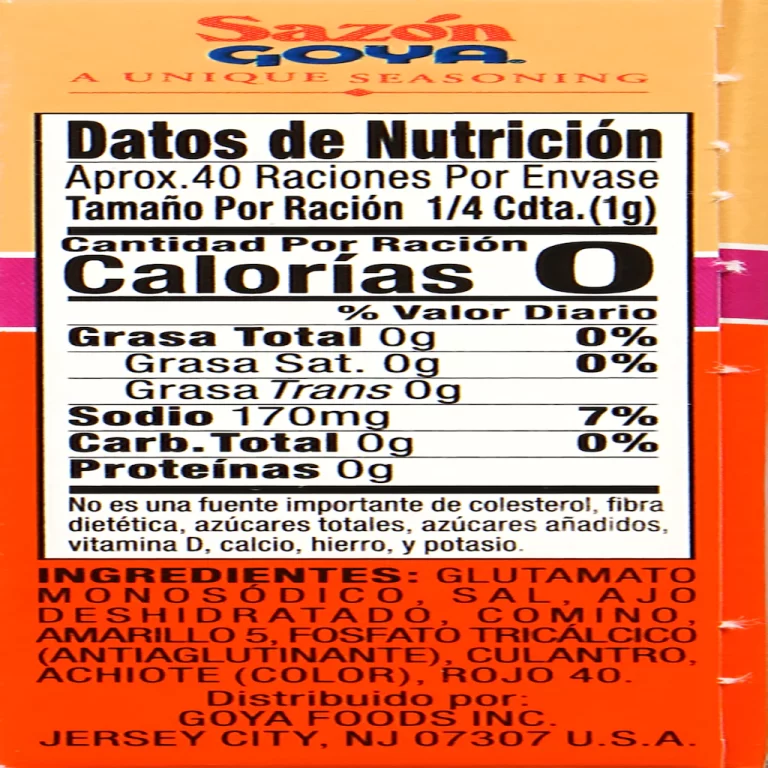 Sazón
GOYA®
A UNIQUE SEASONING
Datos de Nutrición
Aprox.40 Raciones Por Envase
Tamaño Por Ración 1/4 Cdta.(1g)
Cantidad Por Ración
Calorías 0
% Valor Diario
Grasa Total 0g 0%
Grasa Sat. 0g 0%
Grasa Trans 0g
Sodio 170mg 7%
Carb.Total 0g 0%
Proteínas 0g
No es una fuente importante de colesterol, fibra
dietética, azúcares totales, azúcares añadidos,
vitamina D, calcio, hierro, y potasio.
INGREDIENTES: GLUTAMATO
MONOSÓDICO, SAL, AJO
DESHIDRATADO, COMINO,
AMARILLO 5, FOSFATO TRICÁLCICO
(ANTIAGLUTINANTE), CULANTRO,
ACHIOTE (COLOR), ROJO 40.
Distribuido por:
GOYA FOODS INC.
JERSEY CITY, NJ 07307 U.S.A.